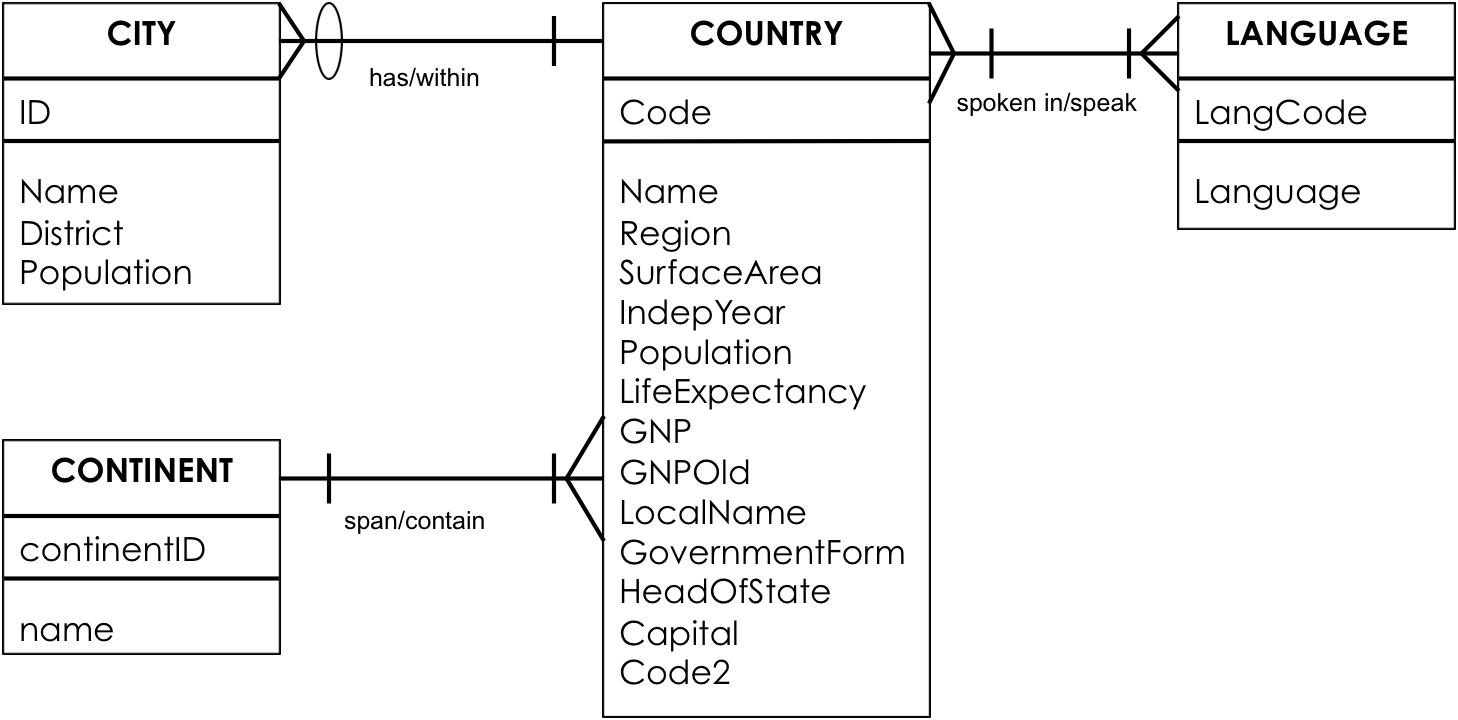 CITY
ID
Name
District
Population
has/within
COUNTRY
Code
Name
Region
SurfaceArea
IndepYear
Population
LifeExpectancy
GNP
GNPOld
LocalName
GovernmentForm
HeadOfState
Capital
Code2
spoken in/speak
LANGUAGE
LangCode
Language
CONTINENT
continentID
name
span/contain